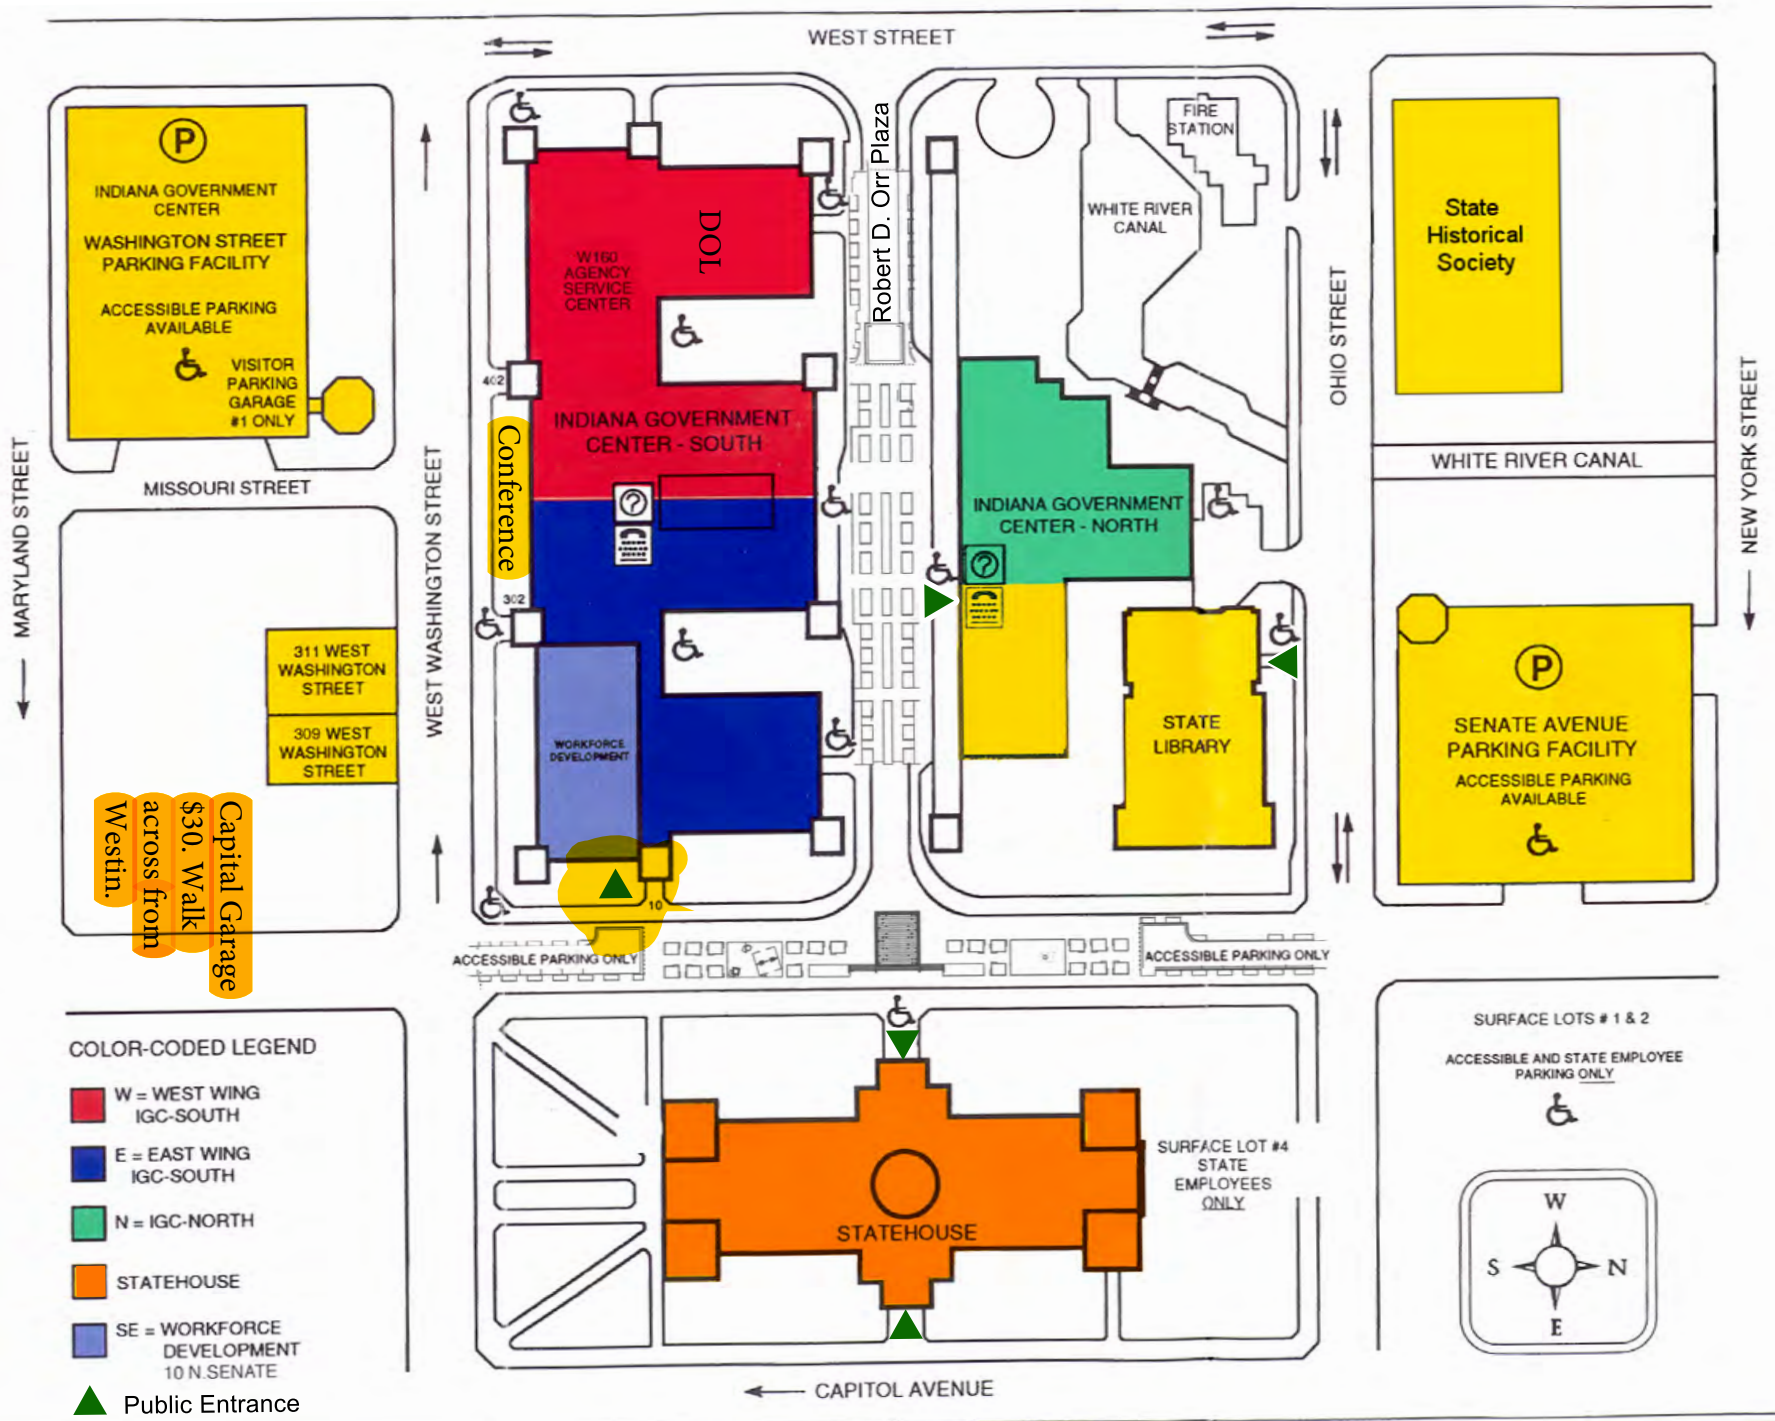 WEST STREET
P
INDIANA GOVERNMENT
CENTER
WASHINGTON STREET
PARKING FACILITY
ACCESSIBLE PARKING
AVAILABLE
VISITOR
PARKING
GARAGE
#1 ONLY
MISSOURI STREET
MARYLAND STREET
WEST WASHINGTON STREET
311 WEST
WASHINGTON
STREET
309 WEST
WASHINGTON
STREET
Capital Garage
$30. Walk
across from
Westin.
W160
AGENCY
SERVICE
CENTER
DOL
402
INDIANA GOVERNMENT
CENTER - SOUTH
Conference
?
302
WORKFORCE
DEVELOPMENT
10
Robert D. Orr Plaza
FIRE
STATION
WHITE RIVER
CANAL
INDIANA GOVERNMENT
CENTER - NORTH
?
STATE
LIBRARY
OHIO STREET
State
Historical
Society
WHITE RIVER CANAL
NEW YORK STREET
P
SENATE AVENUE
PARKING FACILITY
ACCESSIBLE PARKING
AVAILABLE
ACCESSIBLE PARKING ONLY
ACCESSIBLE PARKING ONLY
STATEHOUSE
SURFACE LOT #4
STATE
EMPLOYEES
ONLY
SURFACE LOTS # 1 & 2
ACCESSIBLE AND STATE EMPLOYEE
PARKING ONLY
W
S N
E
CAPITOL AVENUE
COLOR-CODED LEGEND
W = WEST WING
IGC-SOUTH
E = EAST WING
IGC-SOUTH
N = IGC-NORTH
STATEHOUSE
SE = WORKFORCE
DEVELOPMENT
10 N.SENATE
Public Entrance